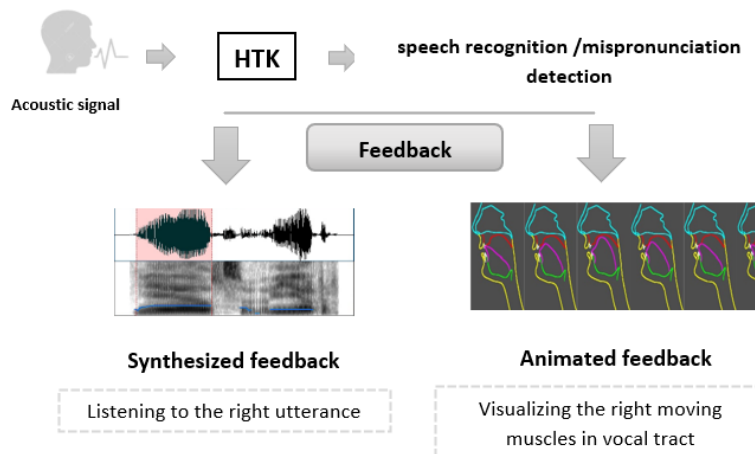 HTK
speech recognition /mispronunciation
detection
Acoustic signal
Feedback
Synthesized feedback
Animated feedback
Listening to the right utterance
Visualizing the right moving
muscles in vocal tract